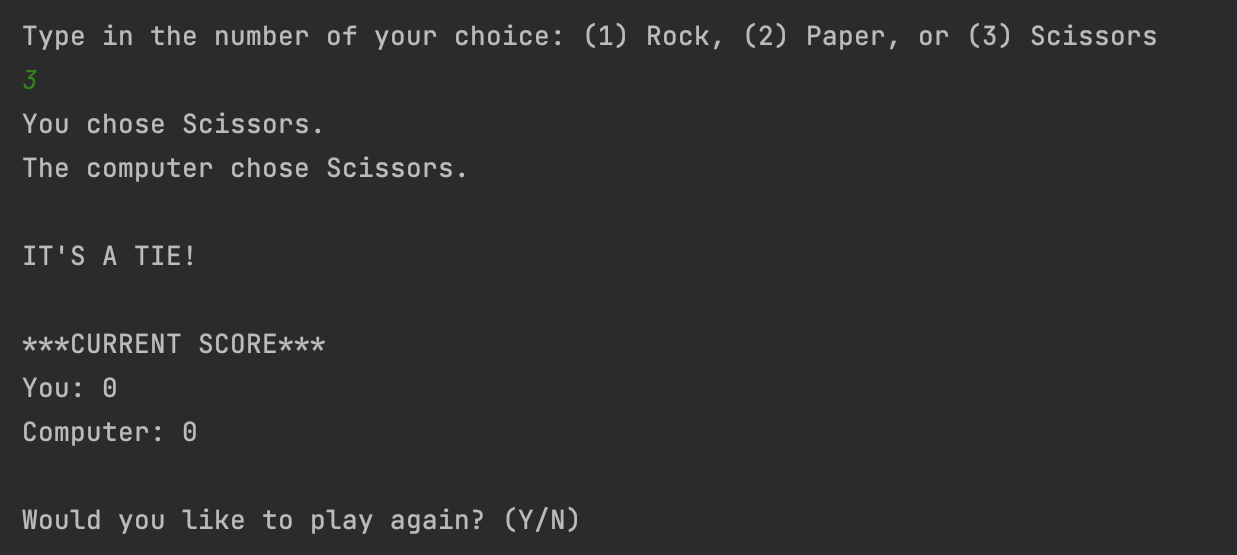 Type in the number of your choice: (1) Rock, (2) Paper, or (3) Scissors
3
You chose Scissors.
The computer chose Scissors.
IT'S A TIE!
***CURRENT SCORE***
You: 0
Computer: 0
Would you like to play again? (Y/N)